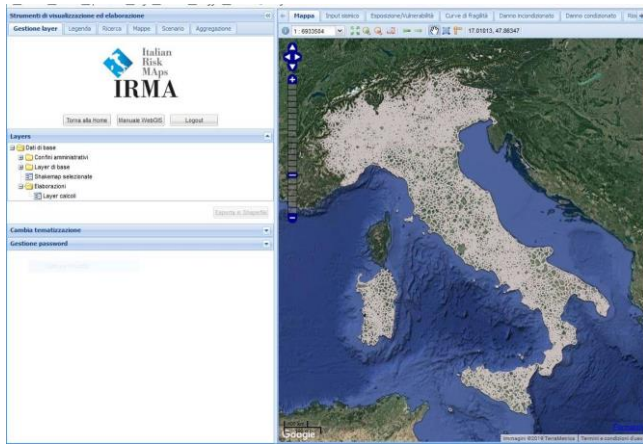 Strumenti di visualizzazione ed elaborazione
Gestione layer Legenda Ricerca Mappe Scenario Aggregazione
Italian
Risk
MAps
IRMA
Torna alla Home Manuale WebGIS Logout
Layers
Dati di base
Confini amministrativi
Layer di base
Shakemap selezionate
Elaborazioni
Layer calcoli
Esporta in Shapefile
Cambia tematizzazione
Gestione password
Mappa Input sismico Esposizione/Vulnerabilità Curve di Fragilità Danno incondizionato Danno condizionato
1 : 6933504 17.01013, 47.88347
Google
Immagini ©2019 TerraMetrics Termini e condizioni d'uso